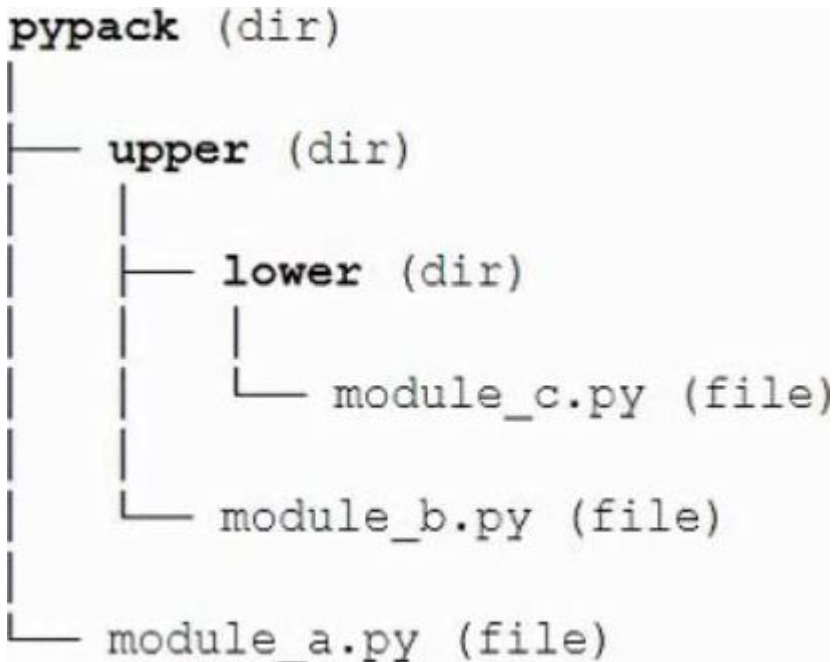 pypack (dir)
upper (dir)
lower (dir)
module_c.py (file)
module_b.py (file)
module_a.py (file)